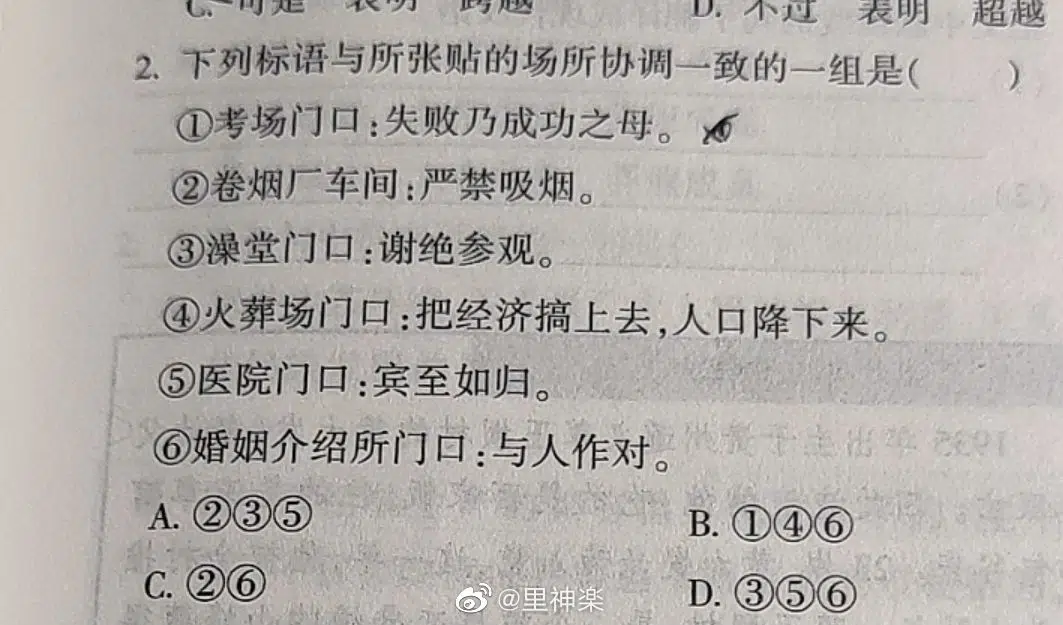 C. 可是 表明 跨越 D. 不过 表明 超越
2. 下列标语与所张贴的场所协调一致的一组是( )
①考场门口:失败乃成功之母。
②卷烟厂车间:严禁吸烟。
③澡堂门口:谢绝参观。
④火葬场门口:把经济搞上去,人口降下来。
⑤医院门口:宾至如归。
⑥婚姻介绍所门口:与人作对。
A. ②③⑤ B. ①④⑥
C. ②⑥ D. ③⑤⑥
@里神楽